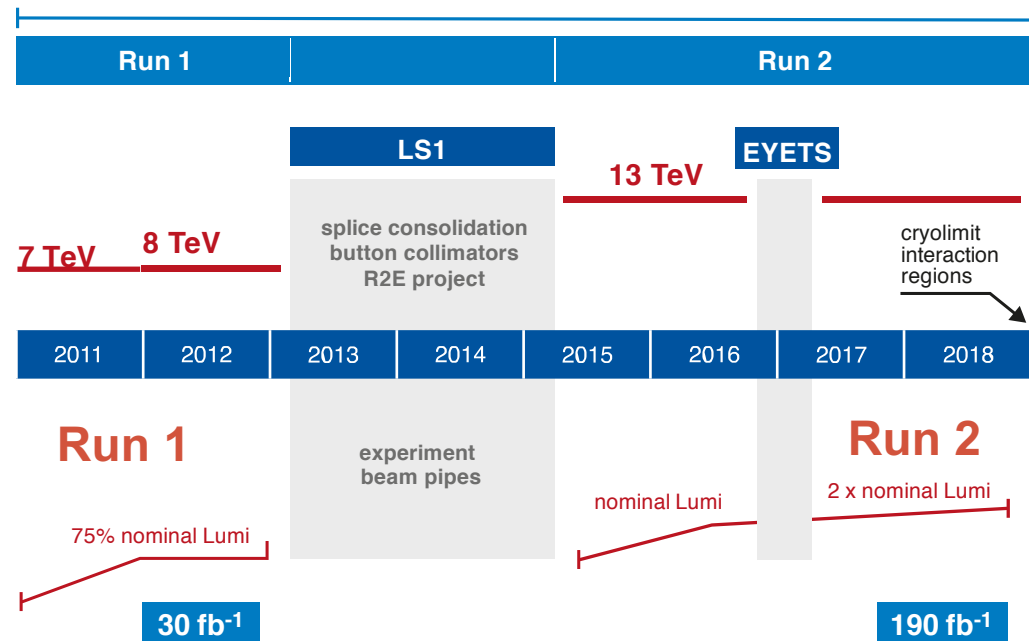 Run 1
Run 2
LS1
EYETS
13 TeV
7 TeV
8 TeV
splice consolidation
button collimators
R2E project
cryolimit
interaction
regions
2011
2012
2013
2014
2015
2016
2017
2018
Run 1
experiment
beam pipes
Run 2
75% nominal Lumi
nominal Lumi
2 x nominal Lumi
30 fb-1
190 fb-1